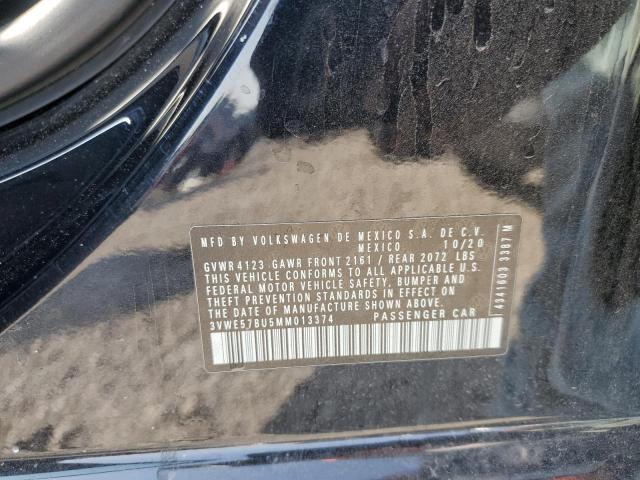 MFD BY VOLKSWAGEN DE MEXICO S.A. DE C.V.
MEXICO 10/20
GVWR 4123 GAWR FRONT 2161 / REAR 2072 LBS
THIS VEHICLE CONFORMS TO ALL APPLICABLE
FEDERAL MOTOR VEHICLE SAFETY, BUMPER AND
THEFT PREVENTION STANDARDS IN EFFECT ON
THE DATE OF MANUFACTURE SHOWN ABOVE.
3VWE57BU5MM013374 PASSENGER CAR
4341603 3387 M